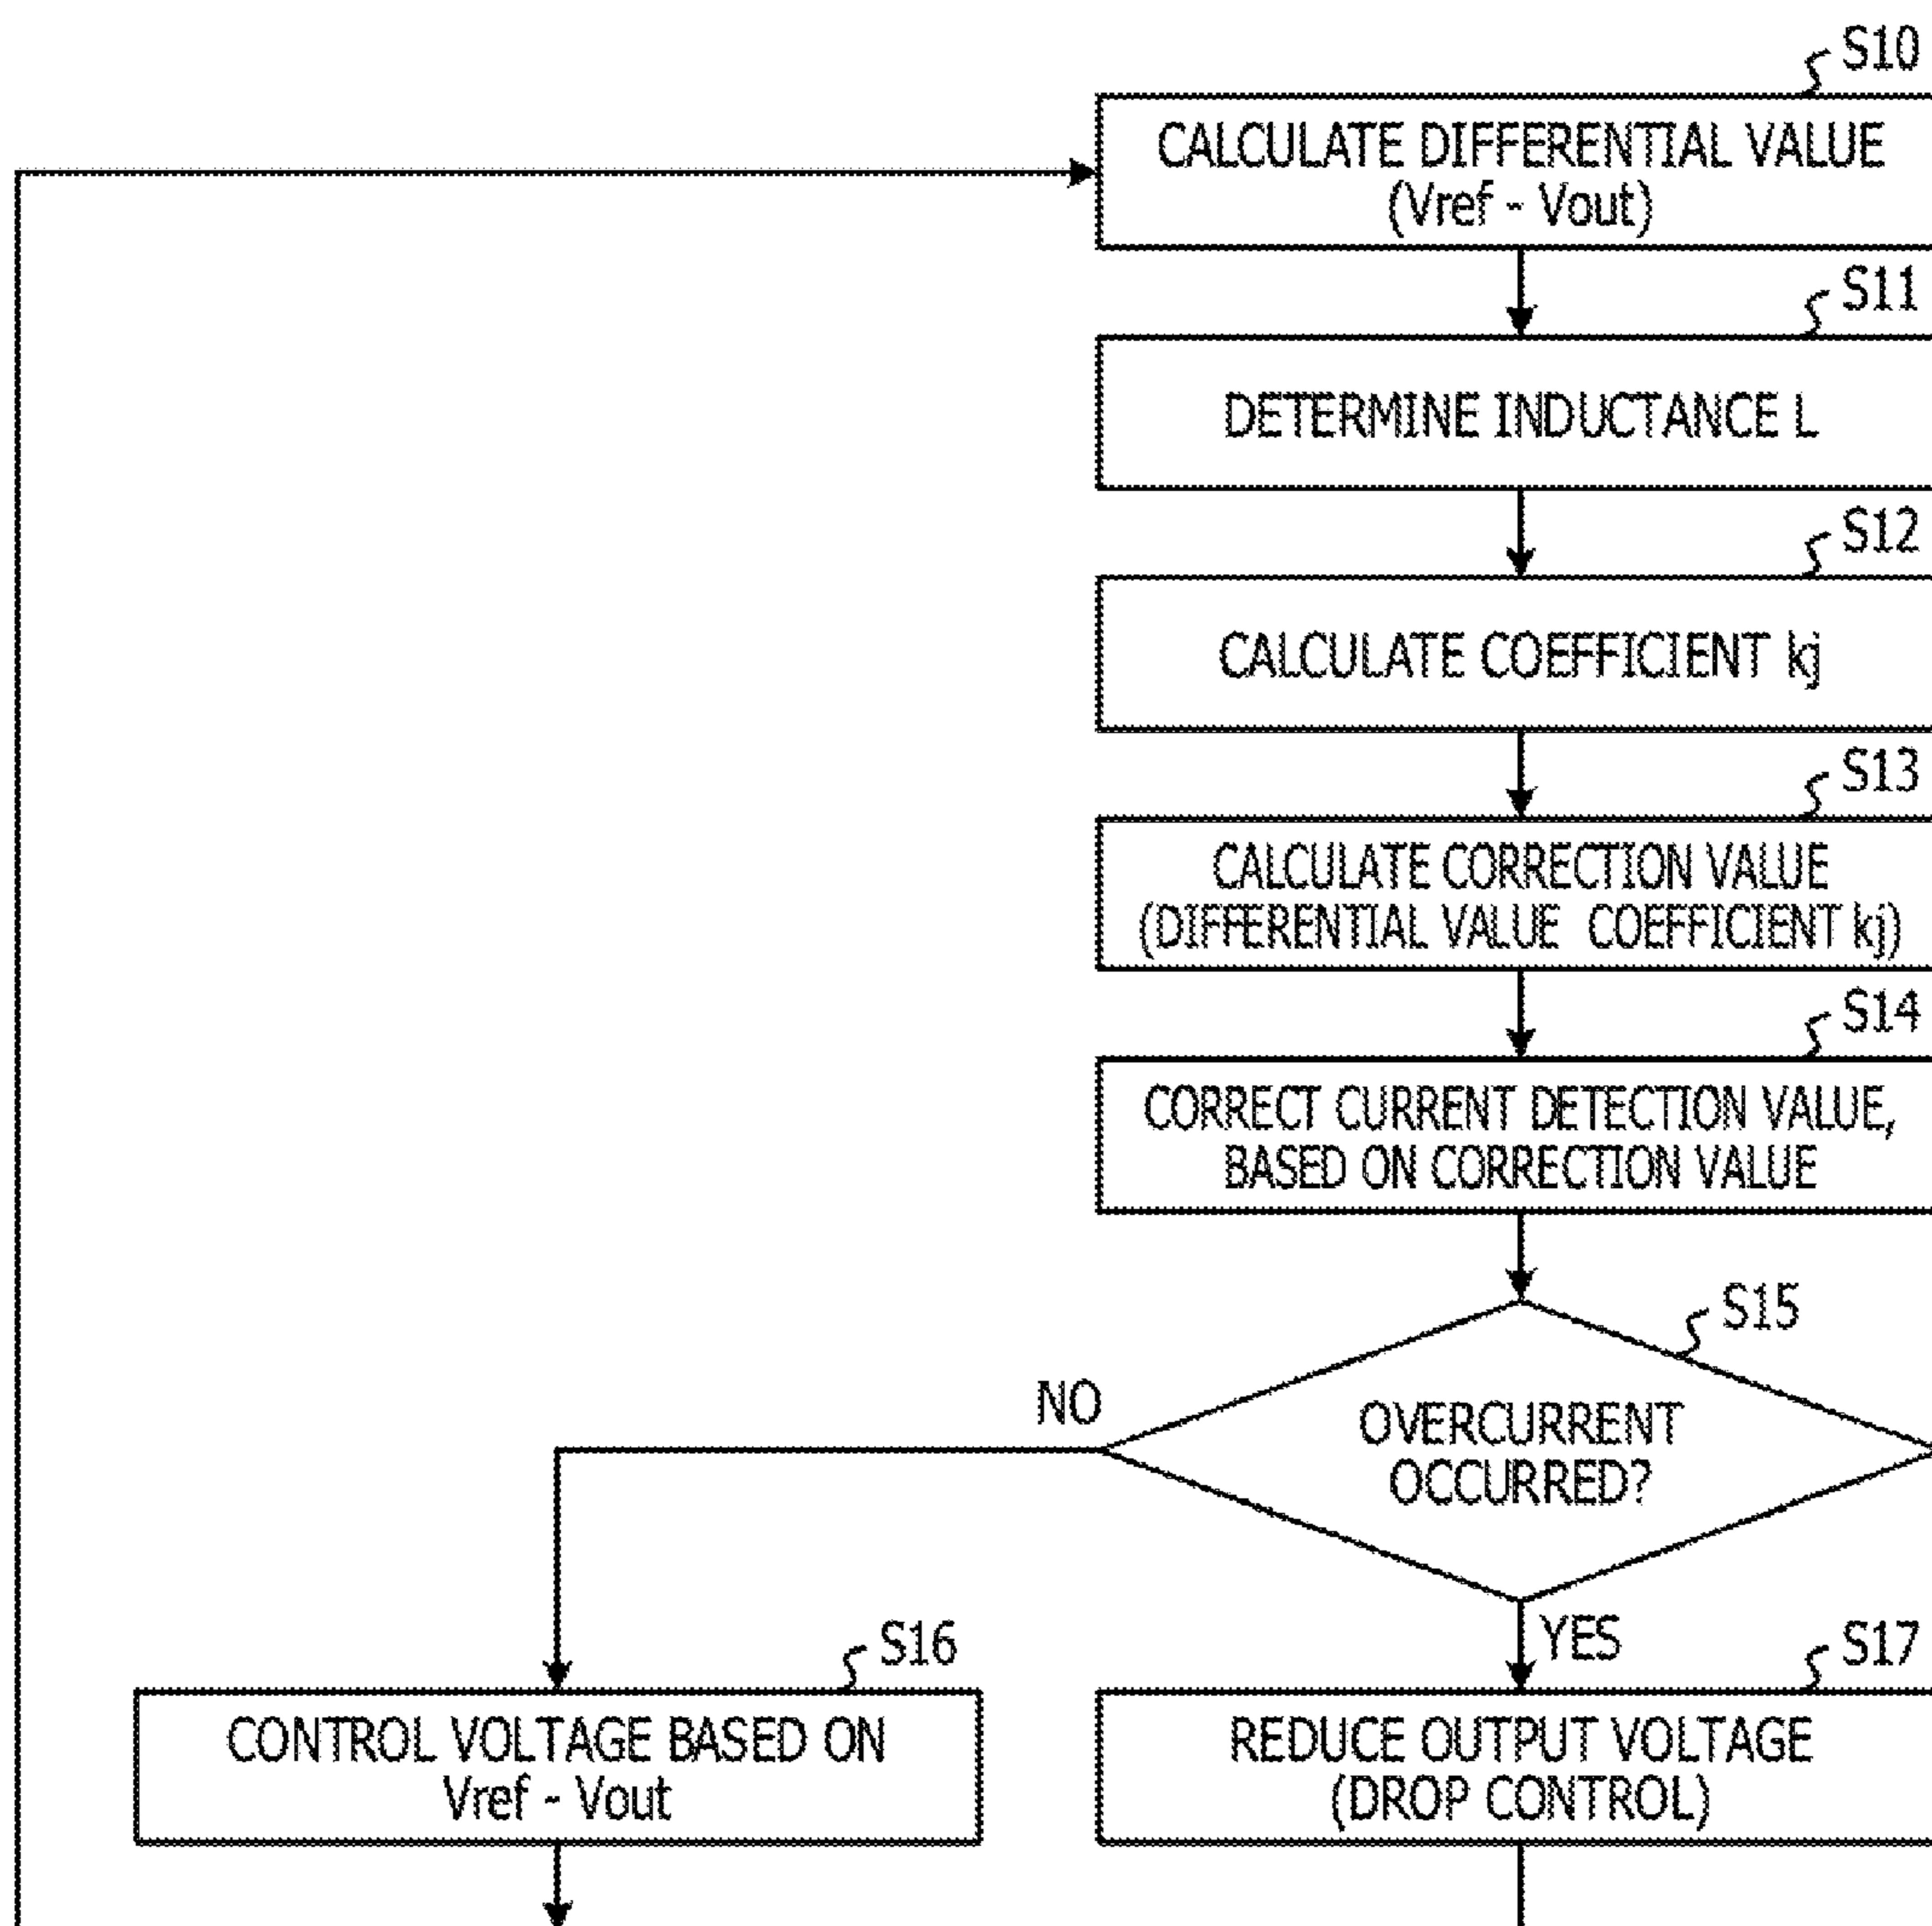 S10
CALCULATE DIFFERENTIAL VALUE
(Vref - Vout)
S11
DETERMINE INDUCTANCE L
S12
CALCULATE COEFFICIENT kj
S13
CALCULATE CORRECTION VALUE
(DIFFERENTIAL VALUE COEFFICIENT kj)
S14
CORRECT CURRENT DETECTION VALUE,
BASED ON CORRECTION VALUE
S15
NO
OVERCURRENT
OCCURRED?
YES
S16
CONTROL VOLTAGE BASED ON
Vref - Vout
S17
REDUCE OUTPUT VOLTAGE
(DROP CONTROL)